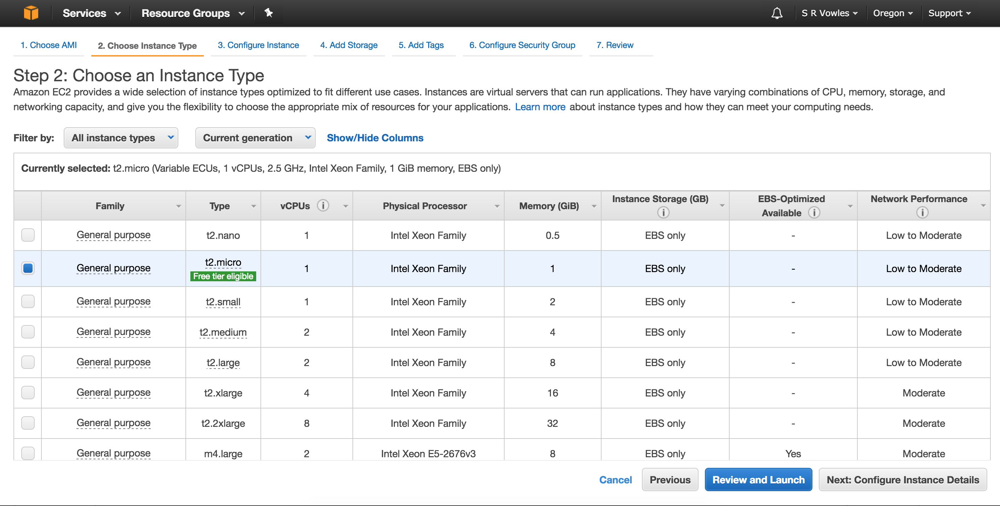 Services Resource Groups S R Vowles Oregon Support
1. Choose AMI 2. Choose Instance Type 3. Configure Instance 4. Add Storage 5. Add Tags 6. Configure Security Group 7. Review
Step 2: Choose an Instance Type
Amazon EC2 provides a wide selection of instance types optimized to fit different use cases. Instances are virtual servers that can run applications. They have varying combinations of CPU, memory, storage, and
networking capacity, and give you the flexibility to choose the appropriate mix of resources for your applications. Learn more about instance types and how they can meet your computing needs.
Filter by: All instance types Current generation Show/Hide Columns
Currently selected: t2.micro (Variable ECUs, 1 vCPUs, 2.5 GHz, Intel Xeon Family, 1 GiB memory, EBS only)
Family Type vCPUs i Physical Processor Memory (GiB) Instance Storage (GB) i EBS-Optimized Available i Network Performance i
General purpose t2.nano 1 Intel Xeon Family 0.5 EBS only - Low to Moderate
General purpose t2.micro Free tier eligible 1 Intel Xeon Family 1 EBS only - Low to Moderate
General purpose t2.small 1 Intel Xeon Family 2 EBS only - Low to Moderate
General purpose t2.medium 2 Intel Xeon Family 4 EBS only - Low to Moderate
General purpose t2.large 2 Intel Xeon Family 8 EBS only - Low to Moderate
General purpose t2.xlarge 4 Intel Xeon Family 16 EBS only - Moderate
General purpose t2.2xlarge 8 Intel Xeon Family 32 EBS only - Moderate
General purpose m4.large 2 Intel Xeon E5-2676v3 8 EBS only Yes Moderate
Cancel Previous Review and Launch Next: Configure Instance Details